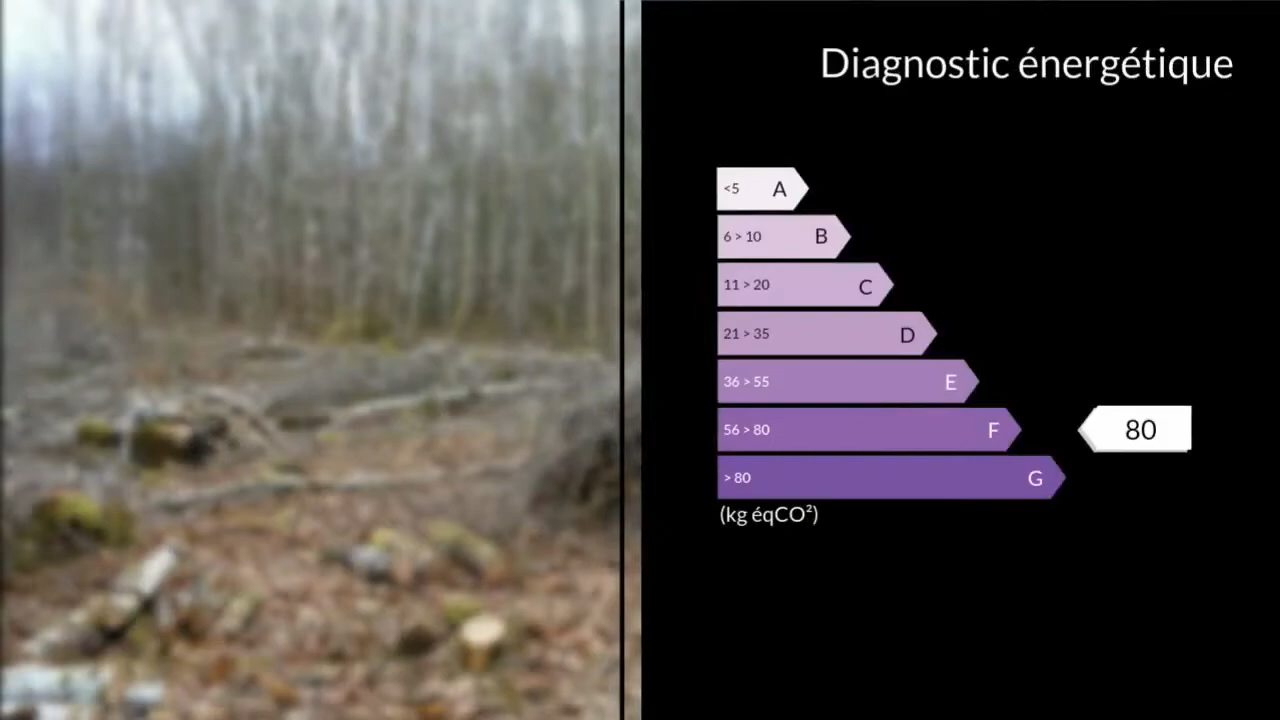 Diagnostic énergétique
<5 A
6 > 10 B
11 > 20 C
21 > 35 D
36 > 55 E
56 > 80 F
80
> 80 G
(kg éqCO²)